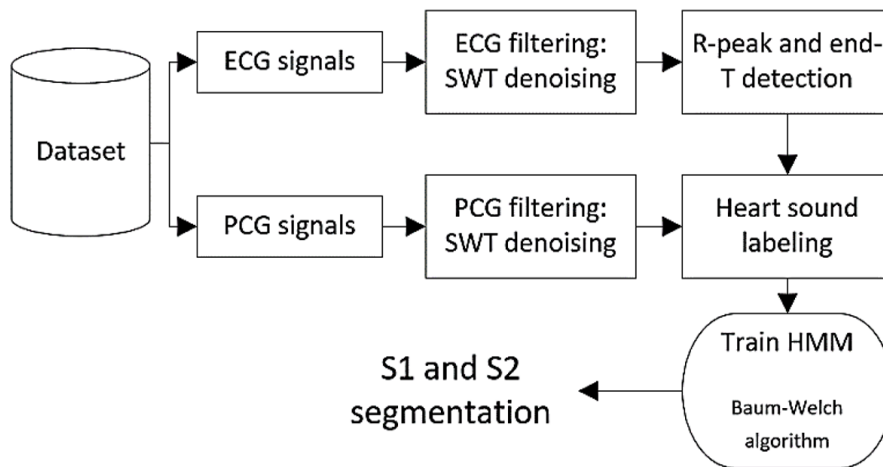 Dataset
ECG signals
ECG filtering:
SWT denoising
R-peak and end-
T detection
PCG signals
PCG filtering:
SWT denoising
Heart sound
labeling
Train HMM
Baum-Welch
algorithm
S1 and S2
segmentation